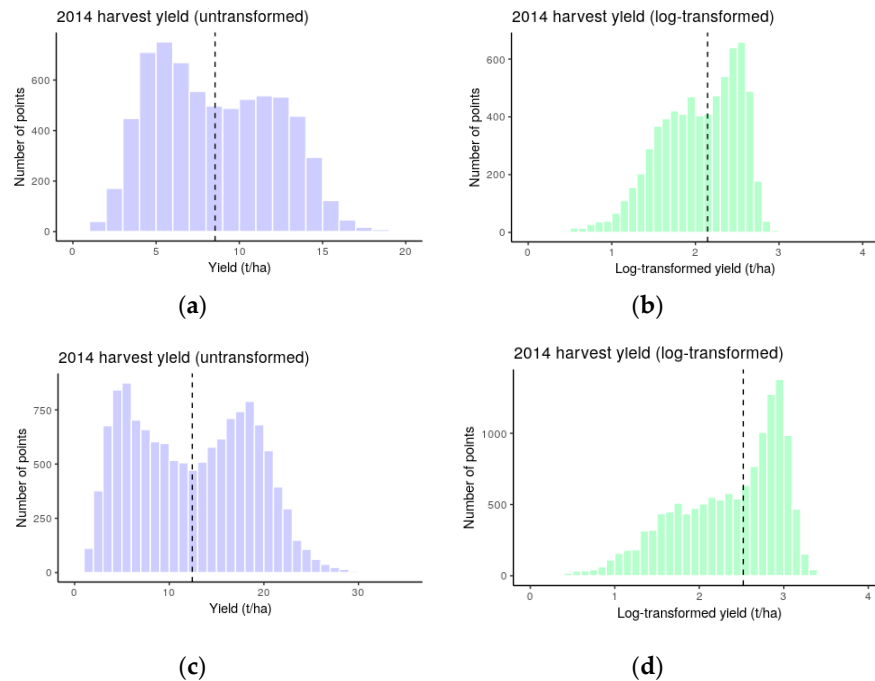 2014 harvest yield (untransformed)
Number of points
600
400
200
0
0 5 10 15 20
Yield (t/ha)
(a)
2014 harvest yield (log-transformed)
Number of points
600
400
200
0
0 1 2 3 4
Log-transformed yield (t/ha)
(b)
2014 harvest yield (untransformed)
Number of points
750
500
250
0
0 10 20 30
Yield (t/ha)
(c)
2014 harvest yield (log-transformed)
Number of points
1000
500
0
0 1 2 3 4
Log-transformed yield (t/ha)
(d)